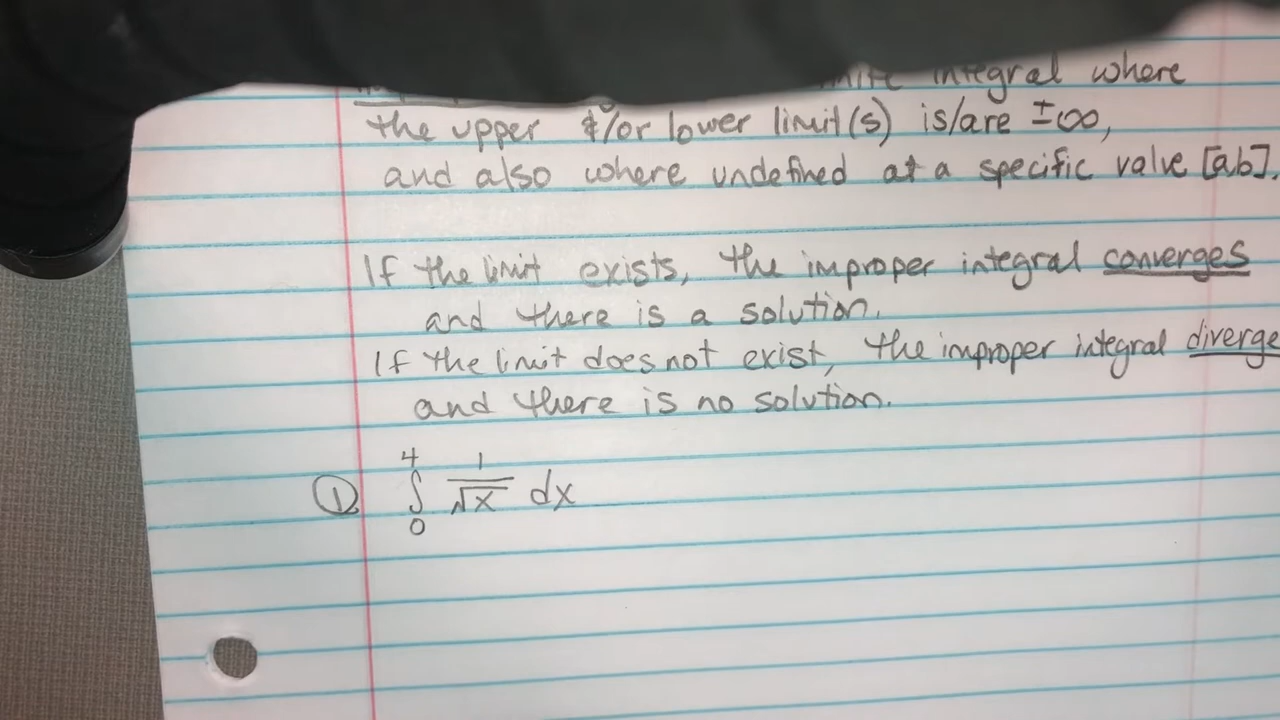 integral where
the upper &/or lower limit(s) is/are ±∞,
and also where undefined at a specific value [a,b].
If the limit exists, the improper integral converges
and there is a solution.
If the limit does not exist, the improper integral diverge
and there is no solution.
① ∫₀⁴ 1/√x dx